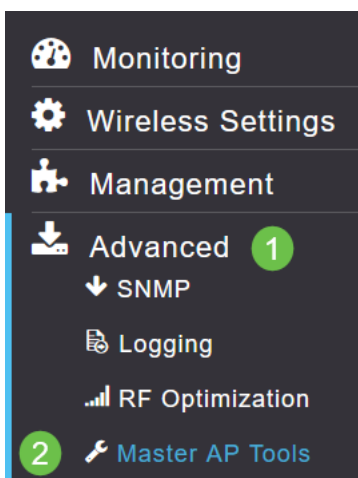 Monitoring
Wireless Settings
Management
Advanced 1
SNMP
Logging
RF Optimization
2 Master AP Tools